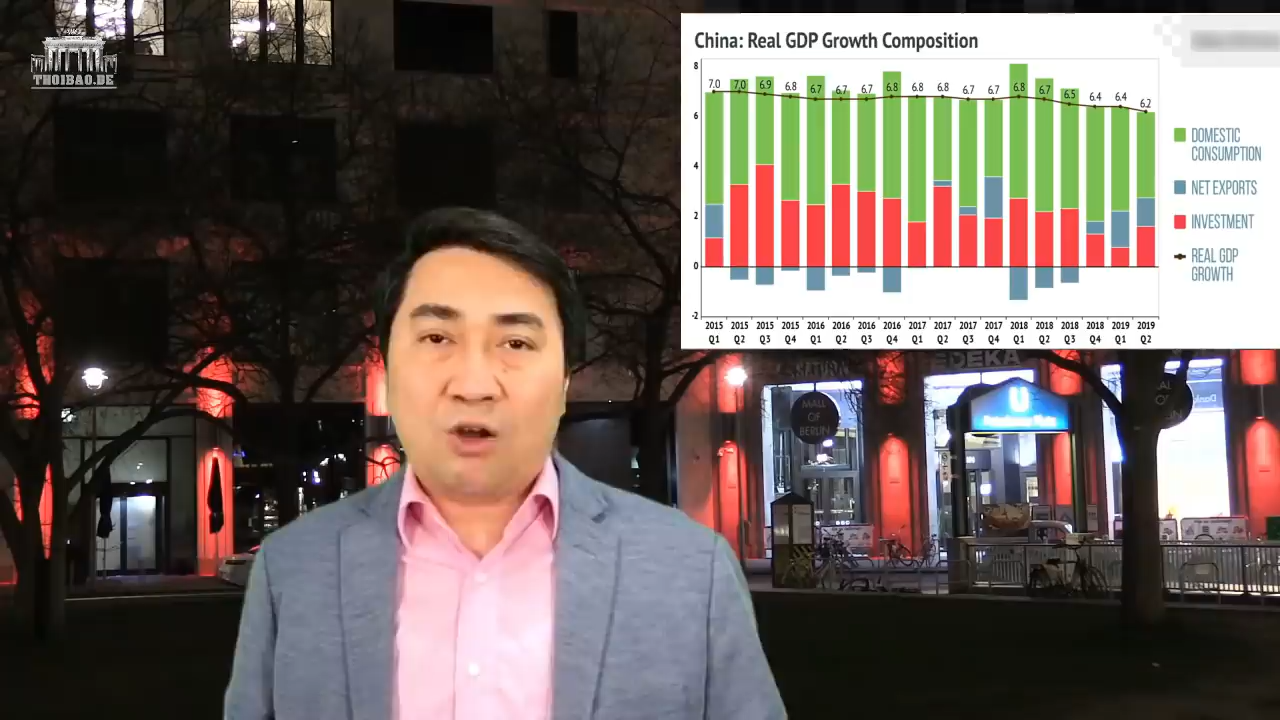 THOIBAO.DE
China: Real GDP Growth Composition
8
6
4
2
0
-2
7.0 7.0 6.9 6.8 6.7 6.7 6.7 6.8 6.8 6.8 6.7 6.7 6.8 6.7 6.5 6.4 6.4 6.2
2015 2015 2015 2015 2016 2016 2016 2016 2017 2017 2017 2017 2018 2018 2018 2018 2019 2019
Q1 Q2 Q3 Q4 Q1 Q2 Q3 Q4 Q1 Q2 Q3 Q4 Q1 Q2 Q3 Q4 Q1 Q2
DOMESTIC
CONSUMPTION
NET EXPORTS
INVESTMENT
REAL GDP
GROWTH
EDEKA
MALL
OF
BERLIN
U